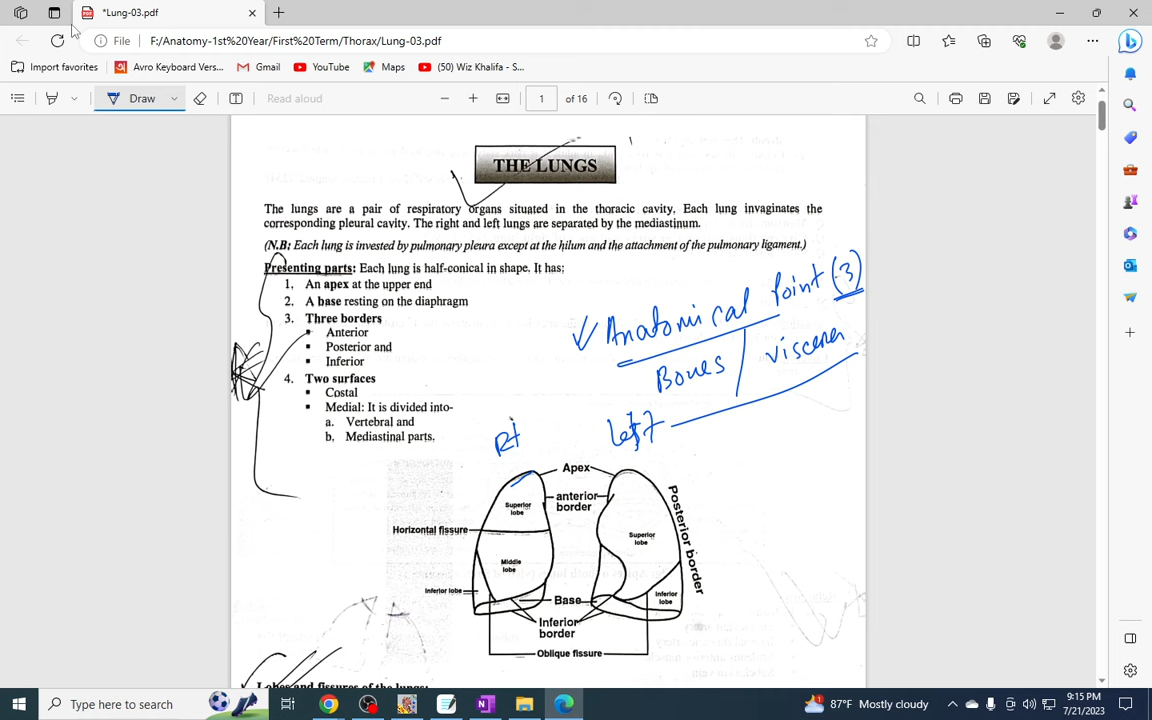 *Lung-03.pdf
File F:/Anatomy-1st%20Year/First%20Term/Thorax/Lung-03.pdf
Import favorites Avro Keyboard Vers... Gmail YouTube Maps (50) Wiz Khalifa - S...
Draw Read aloud 1 of 16
THE LUNGS
The lungs are a pair of respiratory organs situated in the thoracic cavity. Each lung invaginates the
corresponding pleural cavity. The right and left lungs are separated by the mediastinum.
(N.B: Each lung is invested by pulmonary pleura except at the hilum and the attachment of the pulmonary ligament.)
Presenting parts: Each lung is half-conical in shape. It has:
1. An apex at the upper end
2. A base resting on the diaphragm
3. Three borders
▪ Anterior
▪ Posterior and
▪ Inferior
4. Two surfaces
▪ Costal
▪ Medial: It is divided into-
a. Vertebral and
b. Mediastinal parts.
Anatomical Point (3)
Bones / viscera
Rt Left
Apex
anterior
border
Posterior border
Superior
lobe
Horizontal fissure
Superior
lobe
Middle
lobe
Inferior lobe
Inferior
lobe
Base
Inferior
border
Oblique fissure
Lobes and fissures of the lungs:
Type here to search
87°F Mostly cloudy
9:15 PM
7/21/2023